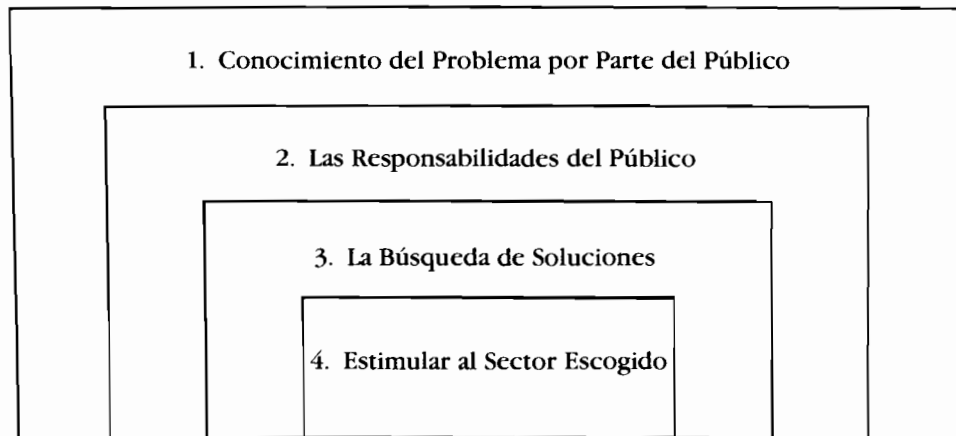 1. Conocimiento del Problema por Parte del Público
2. Las Responsabilidades del Público
3. La Búsqueda de Soluciones
4. Estimular al Sector Escogido